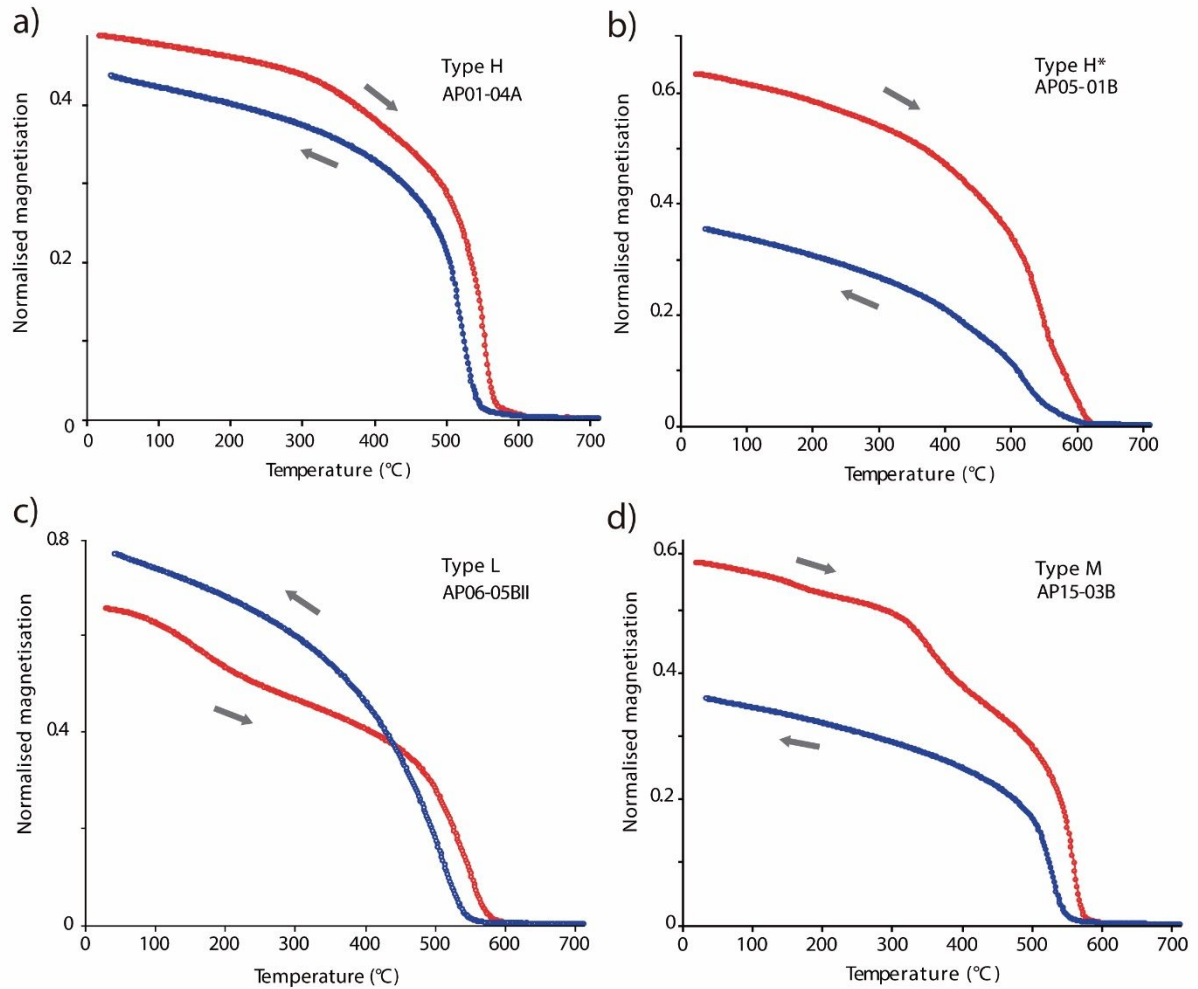 a)
Type H
AP01-04A
Normalised magnetisation
0.4
0.2
0
0 100 200 300 400 500 600 700
Temperature (℃)
b)
Type H*
AP05-01B
Normalised magnetisation
0.6
0.4
0.2
0
0 100 200 300 400 500 600 700
Temperature (℃)
c)
Type L
AP06-05BII
Normalised magnetisation
0.8
0.4
0
0 100 200 300 400 500 600 700
Temperature (℃)
d)
Type M
AP15-03B
Normalised magnetisation
0.6
0.4
0.2
0
0 100 200 300 400 500 600 700
Temperature (℃)